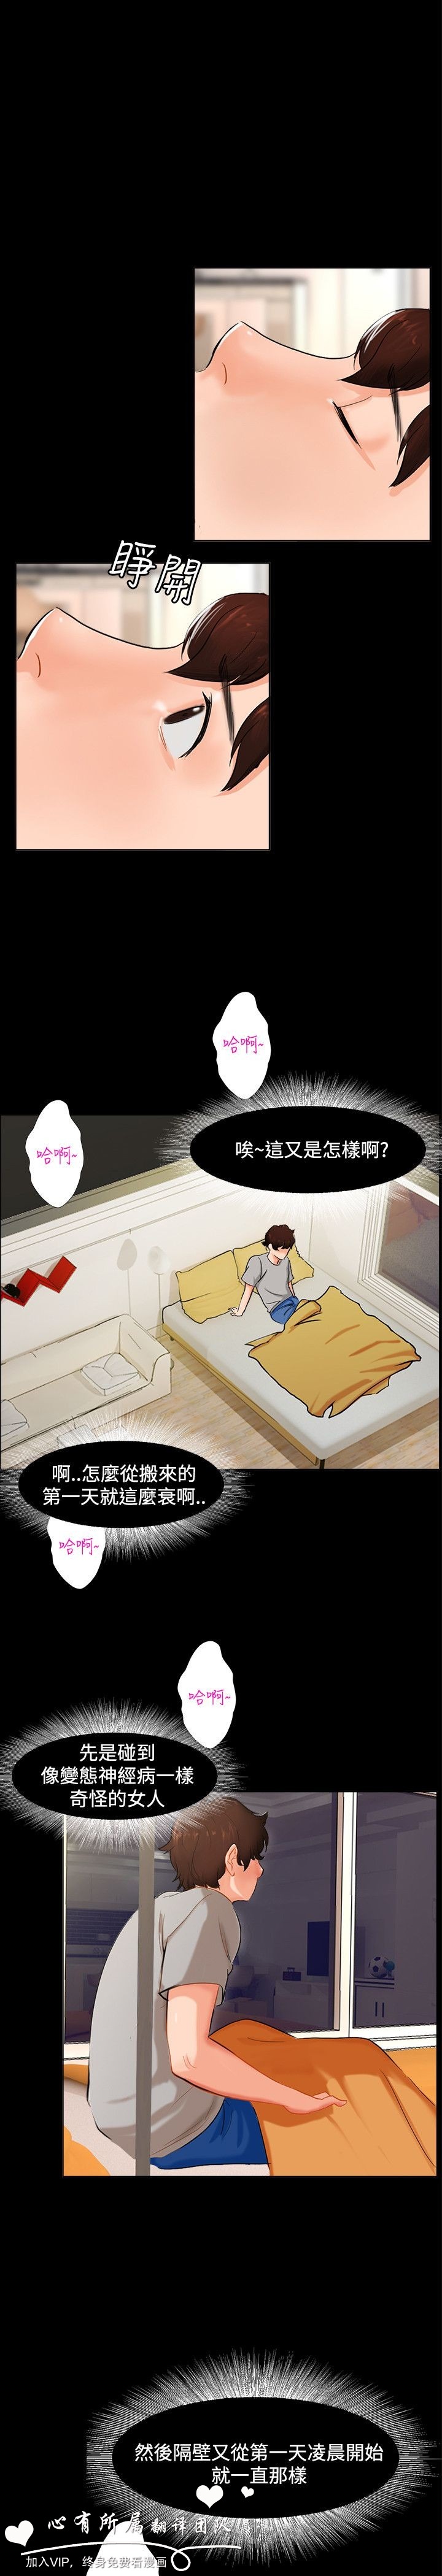 睜開
哈啊~
唉~這又是怎樣啊?
哈啊~
啊..怎麼從搬來的
第一天就這麼衰啊..
哈啊~
哈啊~
先是碰到
像變態神經病一樣
奇怪的女人
然後隔壁又從第一天凌晨開始
就一直那樣
心有所属翻译团队
加入VIP，终身免费看漫画